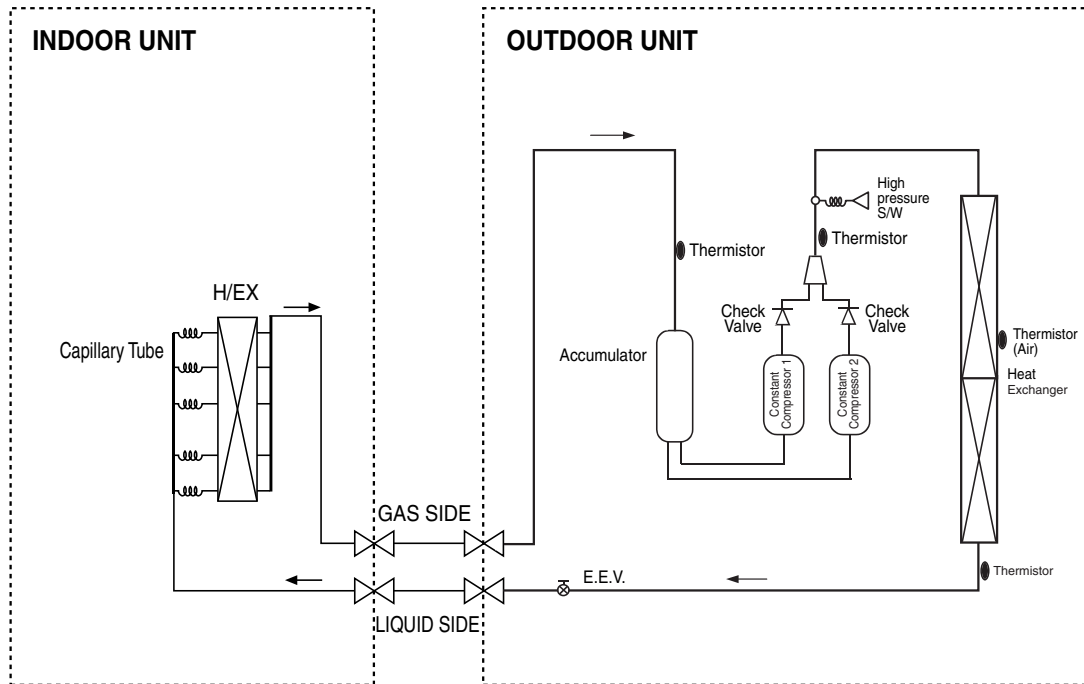 INDOOR UNIT
OUTDOOR UNIT
High
pressure
S/W
Thermistor
Thermistor
H/EX
Check
Valve
Check
Valve
Capillary Tube
Accumulator
Thermistor
(Air)
Heat
Exchanger
Constant
Compressor 1
Constant
Compressor 2
GAS SIDE
E.E.V.
Thermistor
LIQUID SIDE